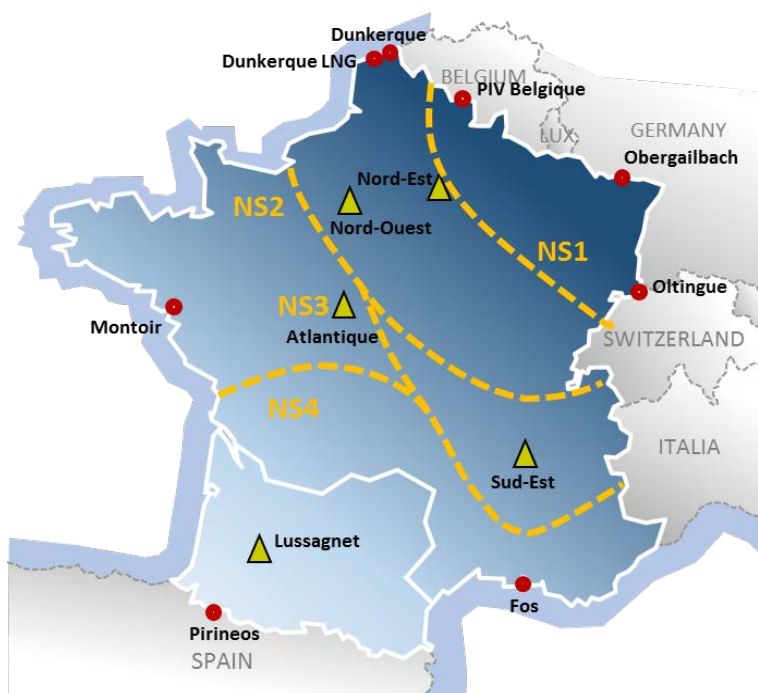 Dunkerque
Dunkerque LNG
BELGIUM
PIV Belgique
LUX
GERMANY
Obergailbach
Nord-Est
NS2
Nord-Ouest
NS1
Oltingue
NS3
Montoir
Atlantique
SWITZERLAND
NS4
ITALIA
Sud-Est
Lussagnet
Fos
Pirineos
SPAIN